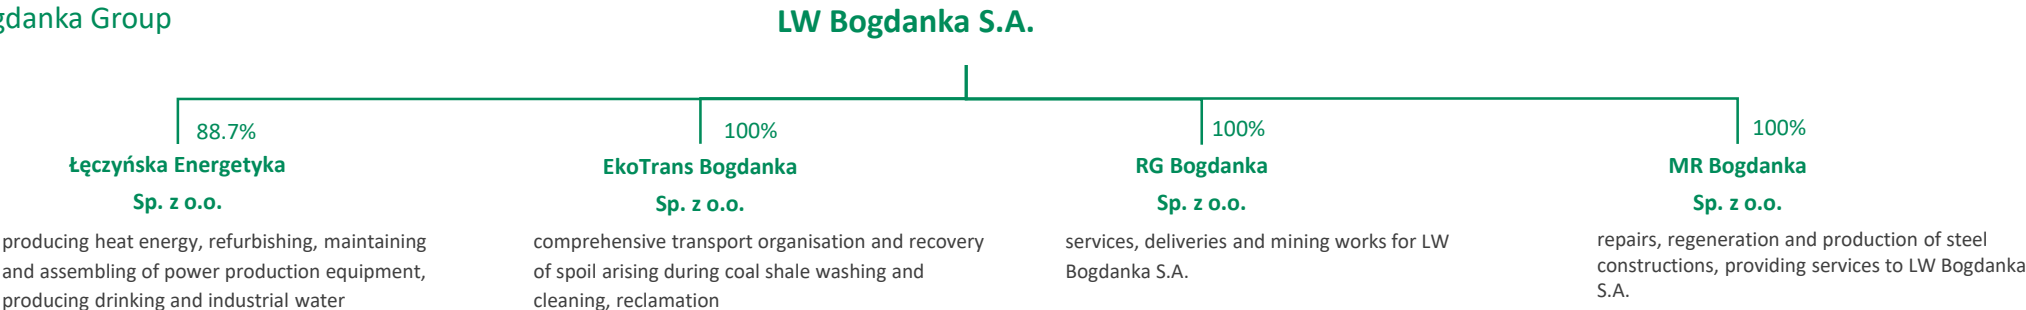 gdanka Group
LW Bogdanka S.A.
88.7%
Łęczyńska Energetyka
Sp. z o.o.
producing heat energy, refurbishing, maintaining
and assembling of power production equipment,
producing drinking and industrial water
100%
EkoTrans Bogdanka
Sp. z o.o.
comprehensive transport organisation and recovery
of spoil arising during coal shale washing and
cleaning, reclamation
100%
RG Bogdanka
Sp. z o.o.
services, deliveries and mining works for LW
Bogdanka S.A.
100%
MR Bogdanka
Sp. z o.o.
repairs, regeneration and production of steel
constructions, providing services to LW Bogdanka
S.A.